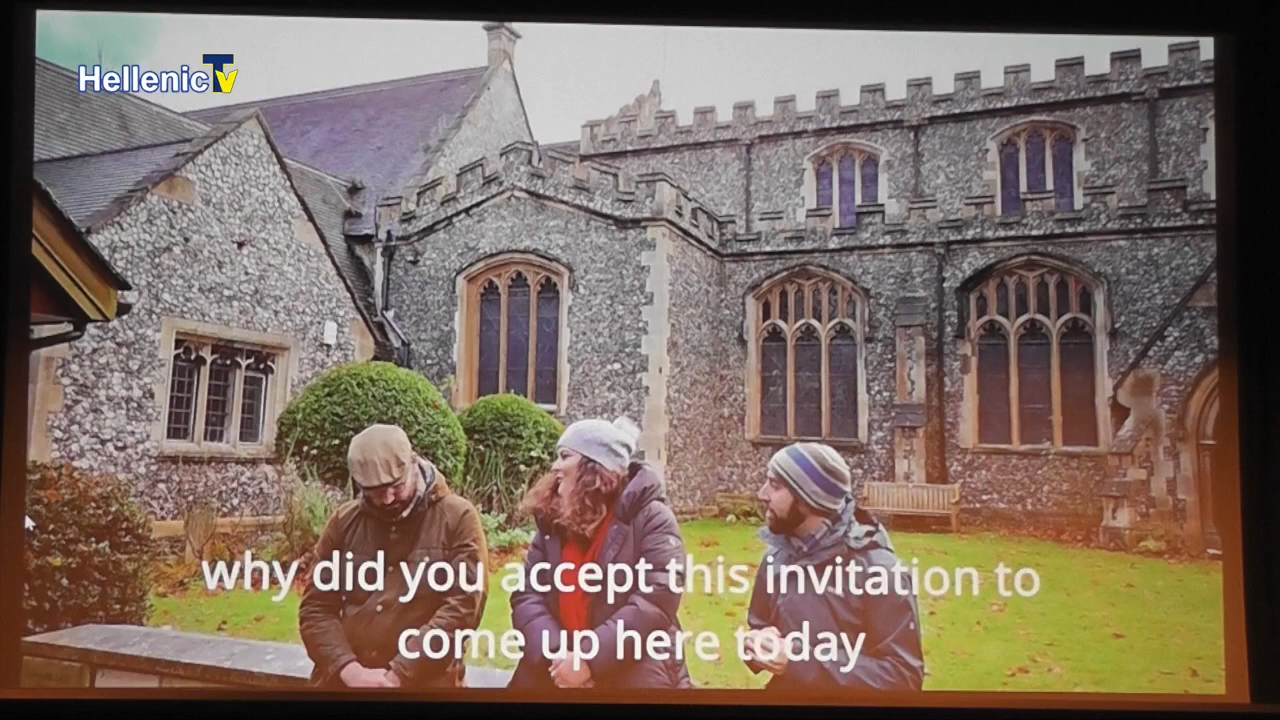 HellenicTv
why did you accept this invitation to
come up here today